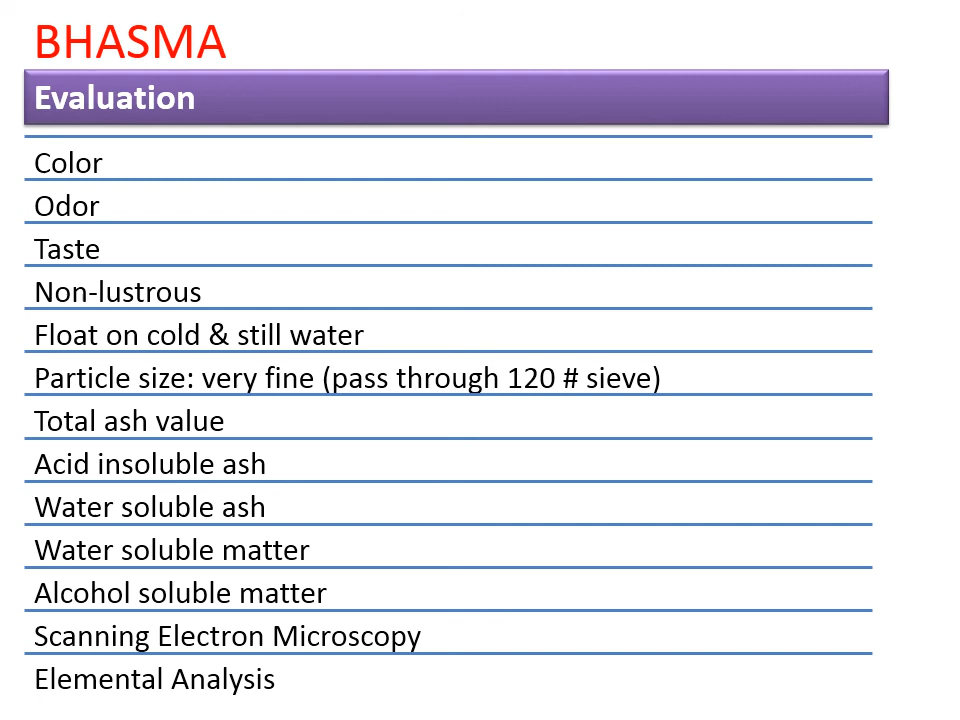 BHASMA
Evaluation
Color
Odor
Taste
Non-lustrous
Float on cold & still water
Particle size: very fine (pass through 120 # sieve)
Total ash value
Acid insoluble ash
Water soluble ash
Water soluble matter
Alcohol soluble matter
Scanning Electron Microscopy
Elemental Analysis